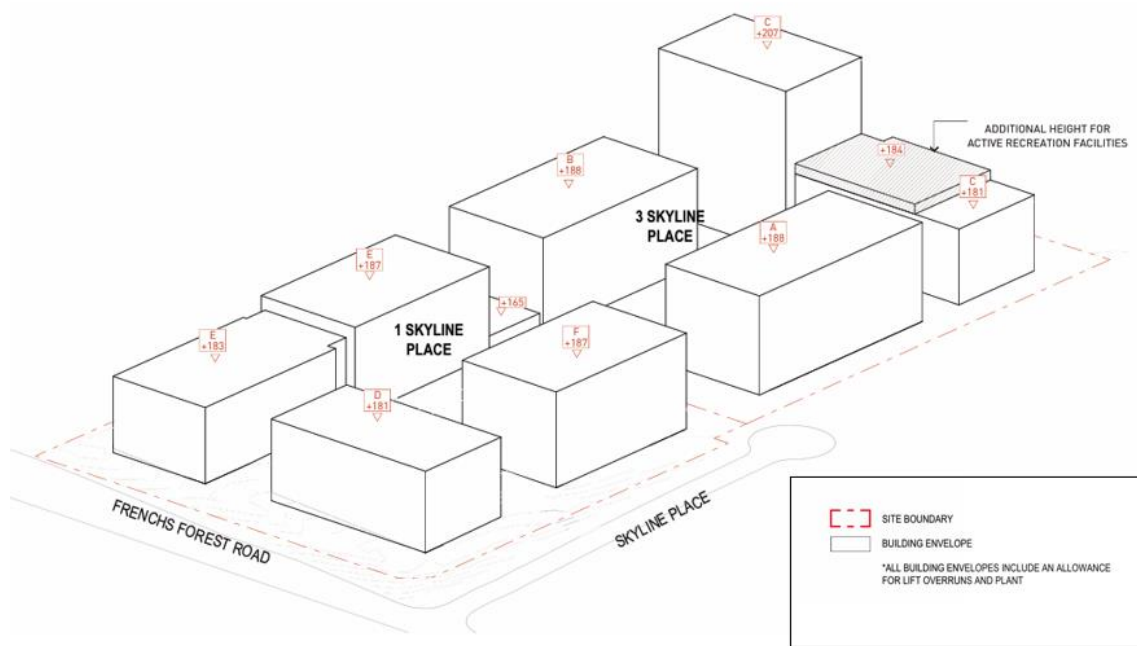 C
+207
ADDITIONAL HEIGHT FOR
ACTIVE RECREATION FACILITIES
+184
B
+188
C
+181
3 SKYLINE
PLACE
A
+188
E
+187
+165
1 SKYLINE
PLACE
F
+187
E
+183
D
+181
FRENCHS FOREST ROAD
SKYLINE PLACE
SITE BOUNDARY
BUILDING ENVELOPE
*ALL BUILDING ENVELOPES INCLUDE AN ALLOWANCE
FOR LIFT OVERRUNS AND PLANT